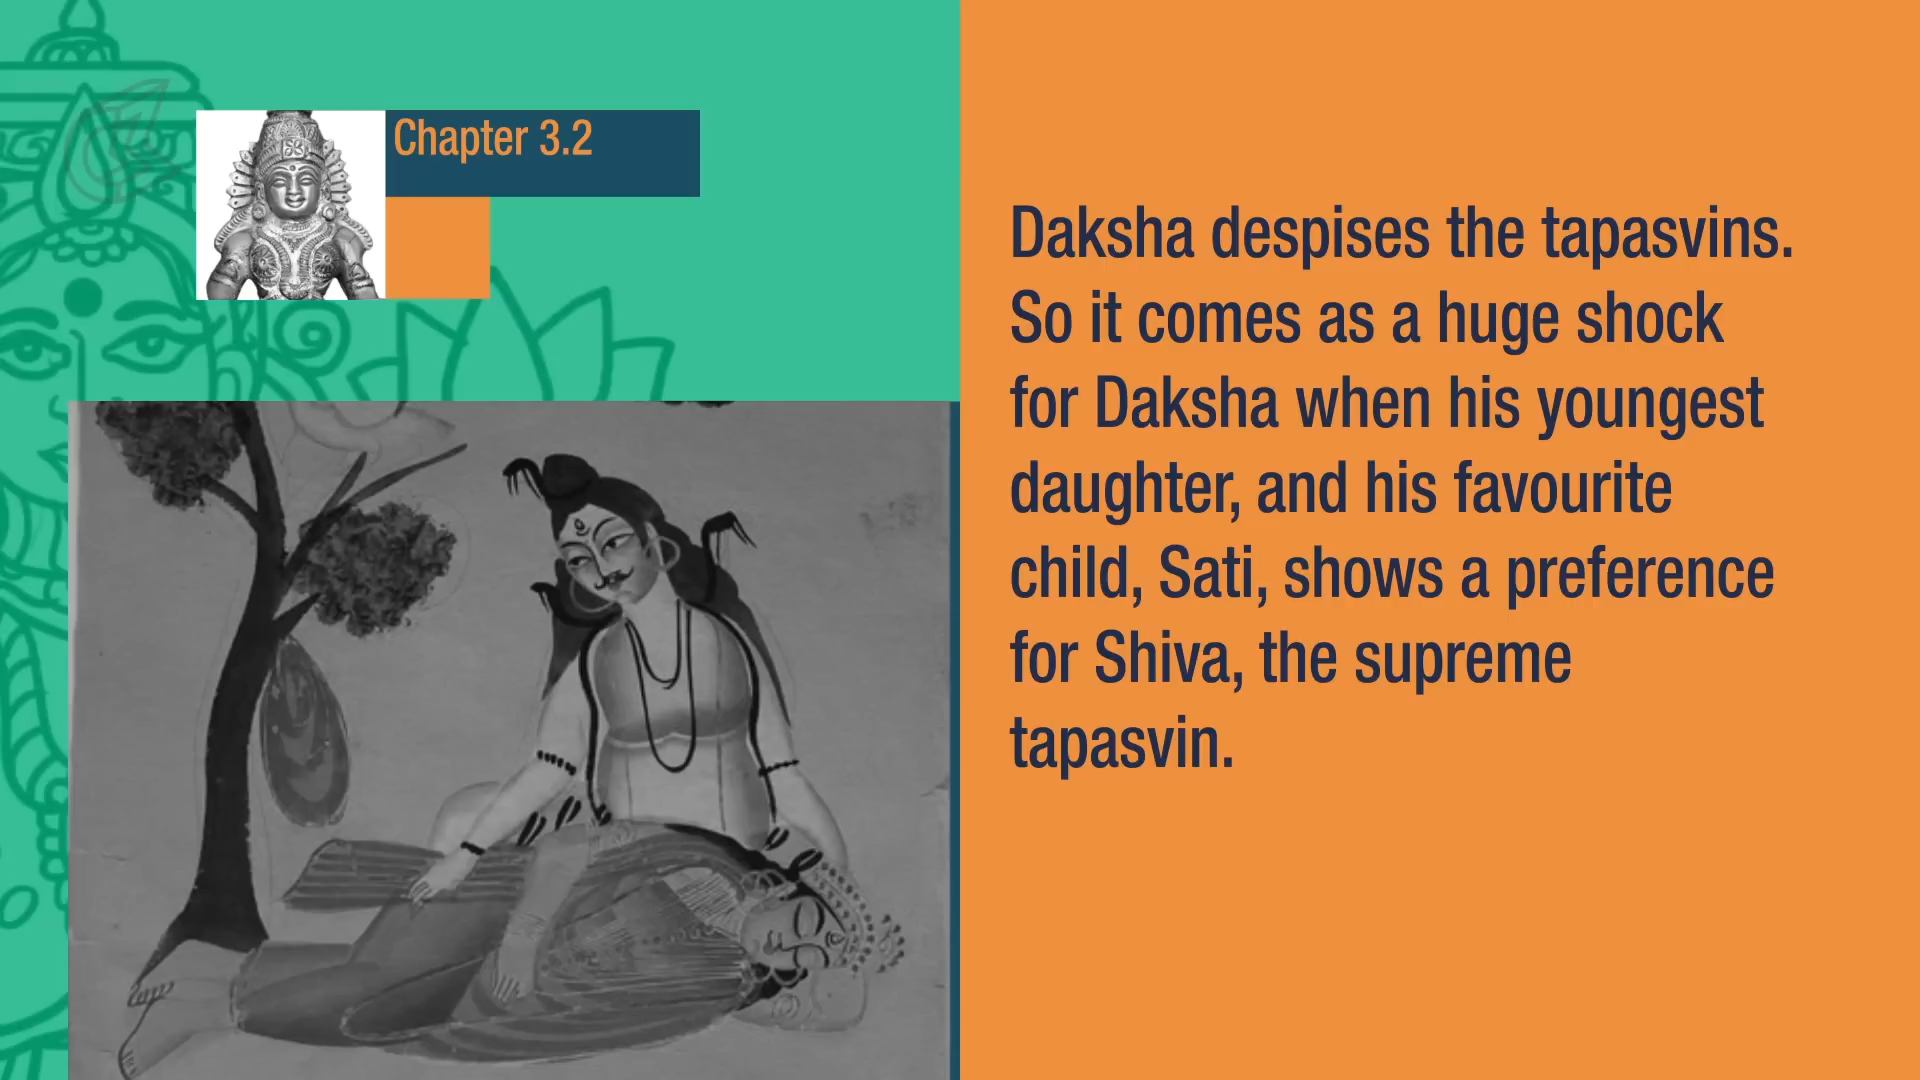 Chapter 3.2
Daksha despises the tapasvins.
So it comes as a huge shock
for Daksha when his youngest
daughter, and his favourite
child, Sati, shows a preference
for Shiva, the supreme
tapasvin.